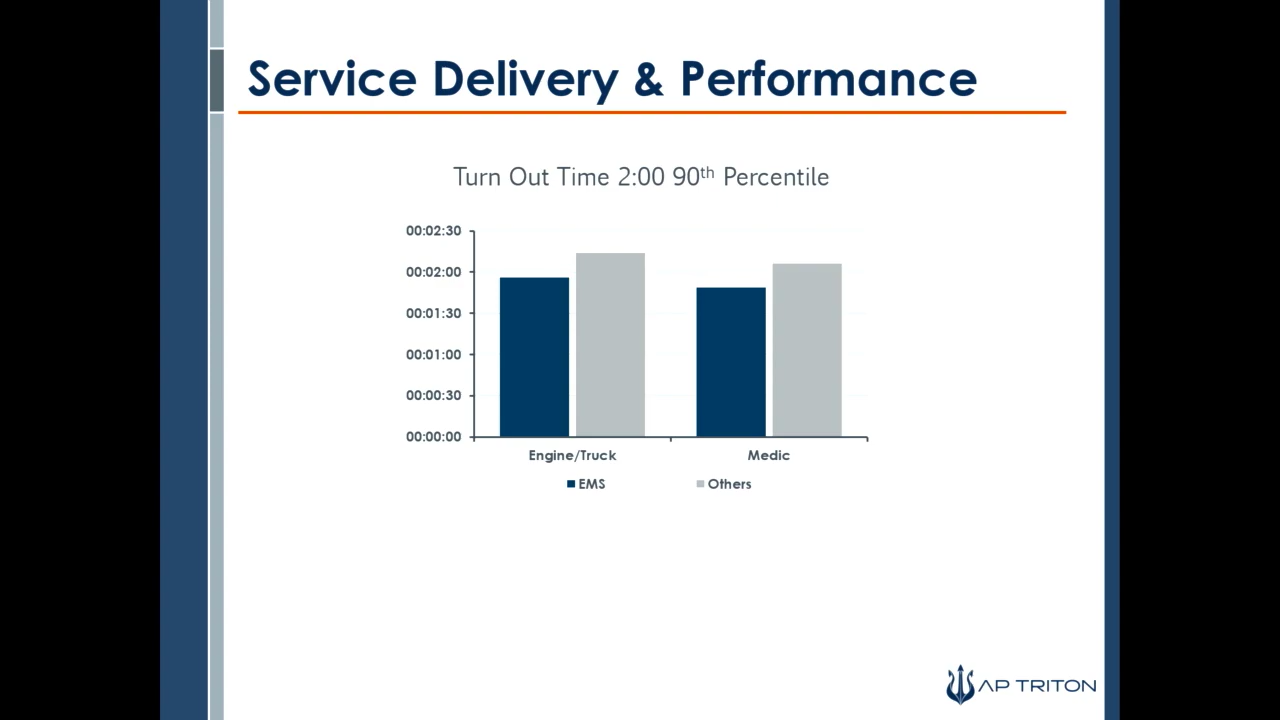 Service Delivery & Performance
Turn Out Time 2:00 90th Percentile
00:02:30
00:02:00
00:01:30
00:01:00
00:00:30
00:00:00
Engine/Truck Medic
EMS Others
AP TRITON